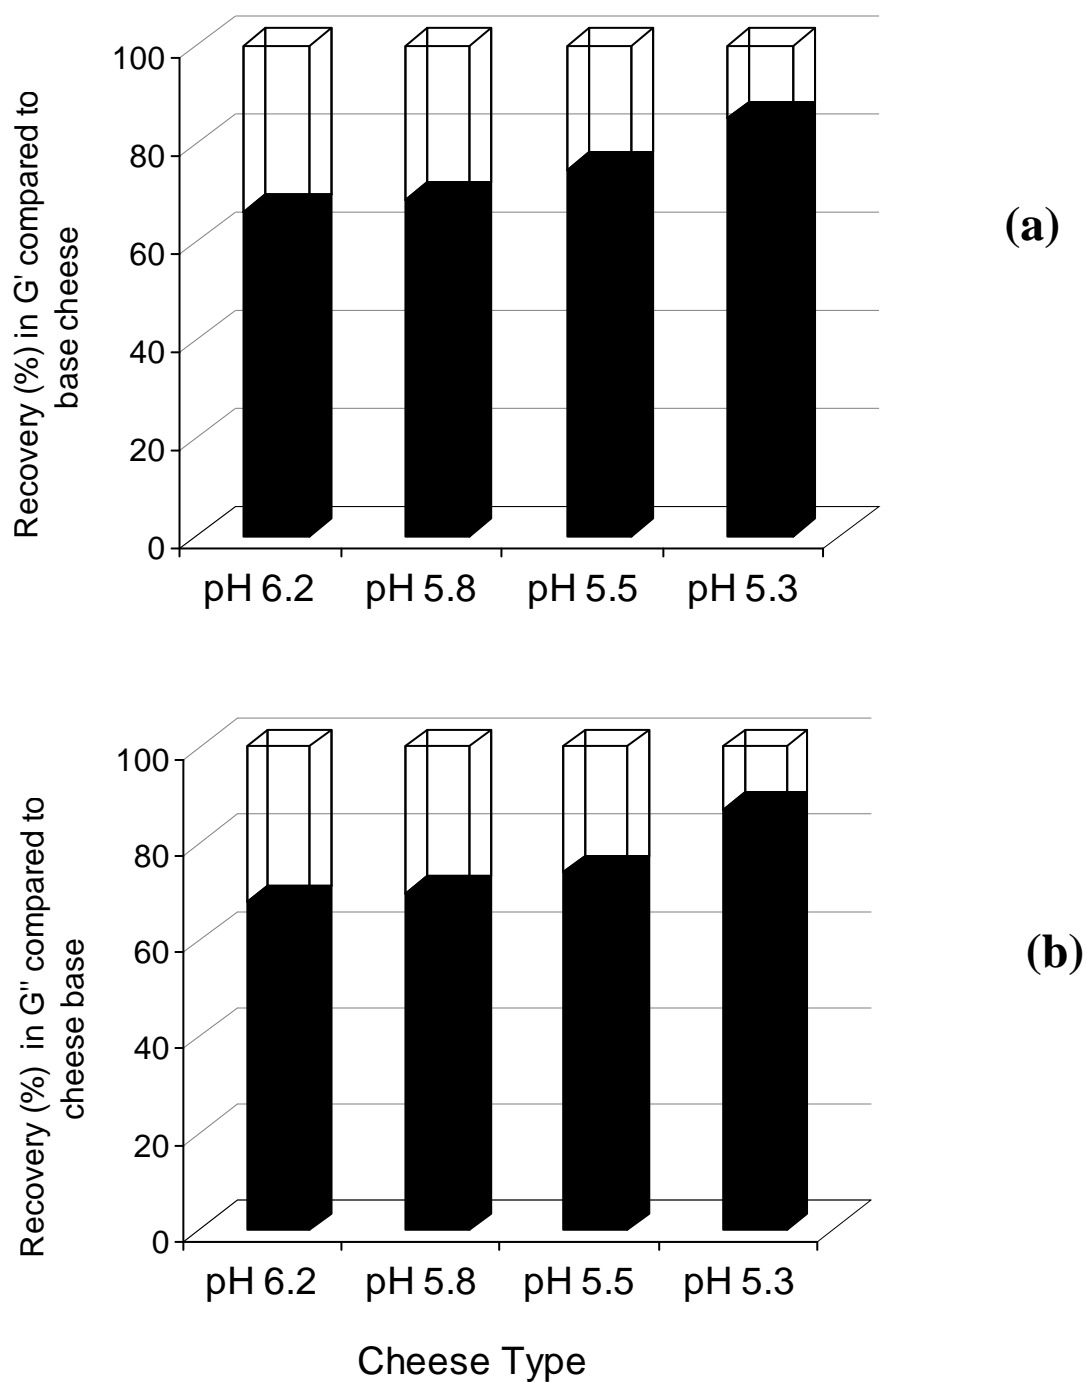 Recovery (%) in G' compared to
base cheese
100
80
60
40
20
0
pH 6.2 pH 5.8 pH 5.5 pH 5.3
(a)
Recovery (%) in G" compared to
cheese base
100
80
60
40
20
0
pH 6.2 pH 5.8 pH 5.5 pH 5.3
(b)
Cheese Type